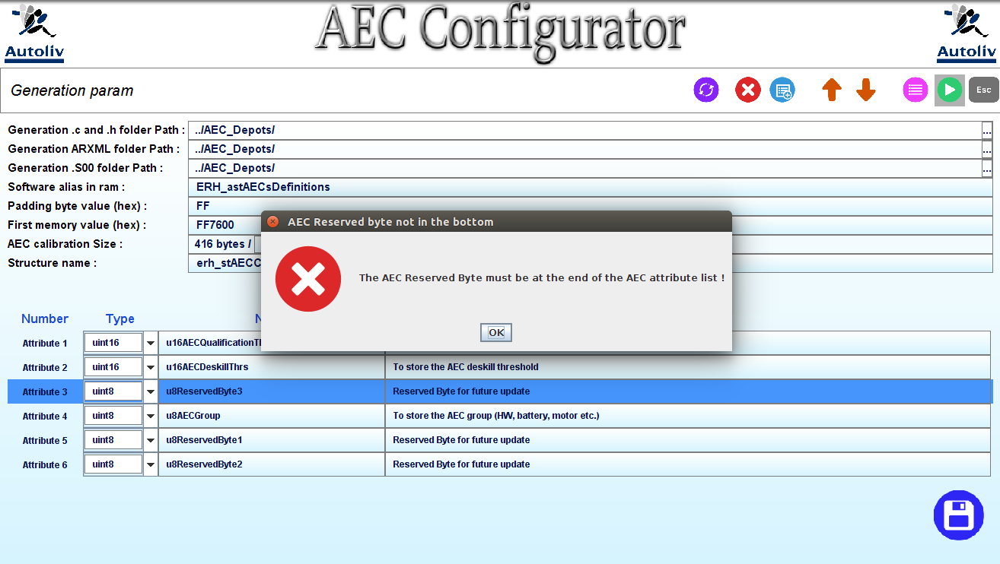 AEC Configurator
Autoliv
Autoliv
Generation param
Esc
Generation .c and .h folder Path : ../AEC_Depots/ ...
Generation ARXML folder Path : ../AEC_Depots/ ...
Generation .S00 folder Path : ../AEC_Depots/ ...
Software alias in ram : ERH_astAECsDefinitions
Padding byte value (hex) : FF
First memory value (hex) : FF7600
AEC calibration Size : 416 bytes /
Structure name :
AEC Reserved byte not in the bottom
The AEC Reserved Byte must be at the end of the AEC attribute list !
OK
Number Type
Attribute 1 uint16
Attribute 2 uint16 u16AECDeskillThrs To store the AEC deskill threshold
Attribute 3 uint8 u8ReservedByte3 Reserved Byte for future update
Attribute 4 uint8 u8AECGroup To store the AEC group (HW, battery, motor etc.)
Attribute 5 uint8 u8ReservedByte1 Reserved Byte for future update
Attribute 6 uint8 u8ReservedByte2 Reserved Byte for future update